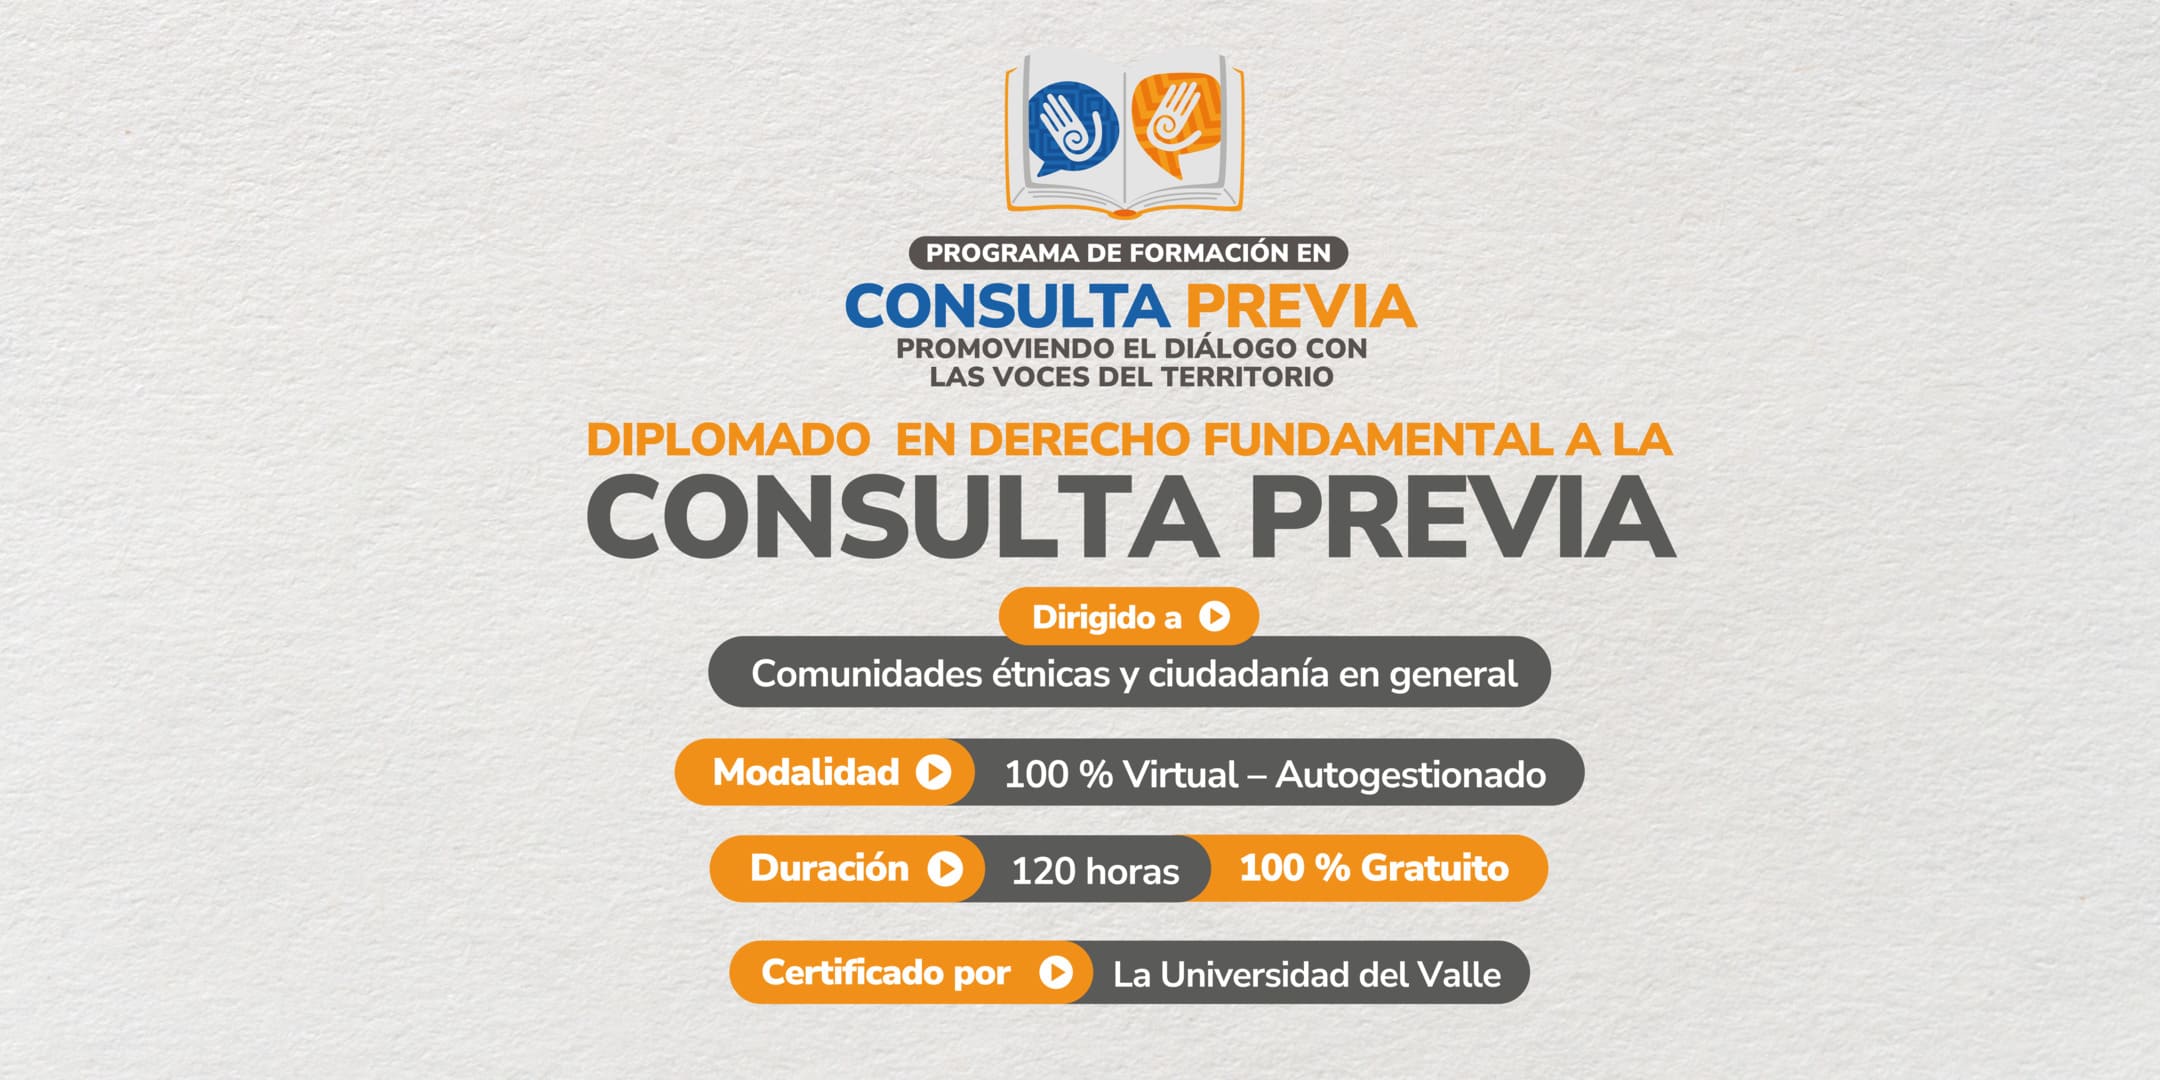 PROGRAMA DE FORMACIÓN EN
CONSULTA PREVIA
PROMOVIENDO EL DIÁLOGO CON
LAS VOCES DEL TERRITORIO
DIPLOMADO EN DERECHO FUNDAMENTAL A LA
CONSULTA PREVIA
Dirigido a
Comunidades étnicas y ciudadanía en general
Modalidad 100 % Virtual – Autogestionado
Duración 120 horas 100 % Gratuito
Certificado por La Universidad del Valle